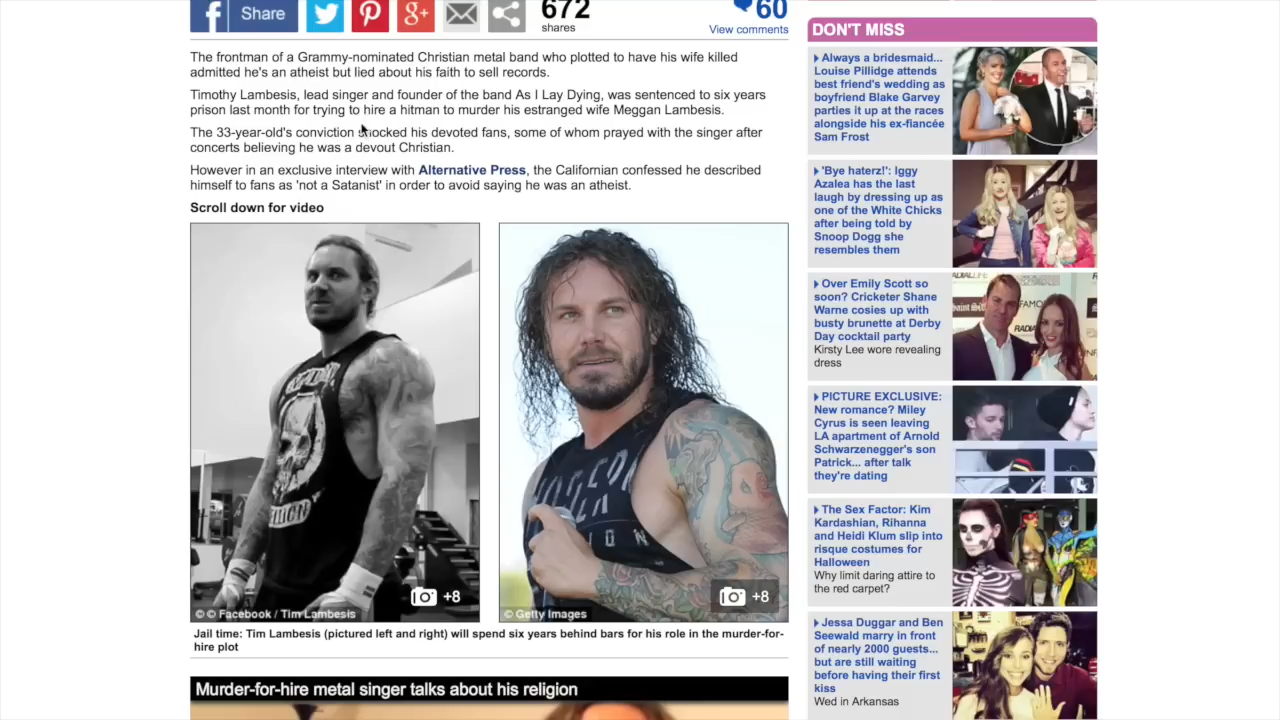 Share
672
shares
60
View comments
The frontman of a Grammy-nominated Christian metal band who plotted to have his wife killed
admitted he's an atheist but lied about his faith to sell records.
Timothy Lambesis, lead singer and founder of the band As I Lay Dying, was sentenced to six years
prison last month for trying to hire a hitman to murder his estranged wife Meggan Lambesis.
The 33-year-old's conviction shocked his devoted fans, some of whom prayed with the singer after
concerts believing he was a devout Christian.
However in an exclusive interview with Alternative Press, the Californian confessed he described
himself to fans as 'not a Satanist' in order to avoid saying he was an atheist.
Scroll down for video
+8
© © Facebook / Tim Lambesis
+8
© Getty Images
Jail time: Tim Lambesis (pictured left and right) will spend six years behind bars for his role in the murder-for-
hire plot
Murder-for-hire metal singer talks about his religion
DON'T MISS
Always a bridesmaid...
Louise Pillidge attends
best friend's wedding as
boyfriend Blake Garvey
parties it up at the races
alongside his ex-fiancée
Sam Frost
'Bye haterz!': Iggy
Azalea has the last
laugh by dressing up as
one of the White Chicks
after being told by
Snoop Dogg she
resembles them
Over Emily Scott so
soon? Cricketer Shane
Warne cosies up with
busty brunette at Derby
Day cocktail party
Kirsty Lee wore revealing
dress
PICTURE EXCLUSIVE:
New romance? Miley
Cyrus is seen leaving
LA apartment of Arnold
Schwarzenegger's son
Patrick... after talk
they're dating
The Sex Factor: Kim
Kardashian, Rihanna
and Heidi Klum slip into
risque costumes for
Halloween
Why limit daring attire to
the red carpet?
Jessa Duggar and Ben
Seewald marry in front
of nearly 2000 guests...
but are still waiting
before having their first
kiss
Wed in Arkansas